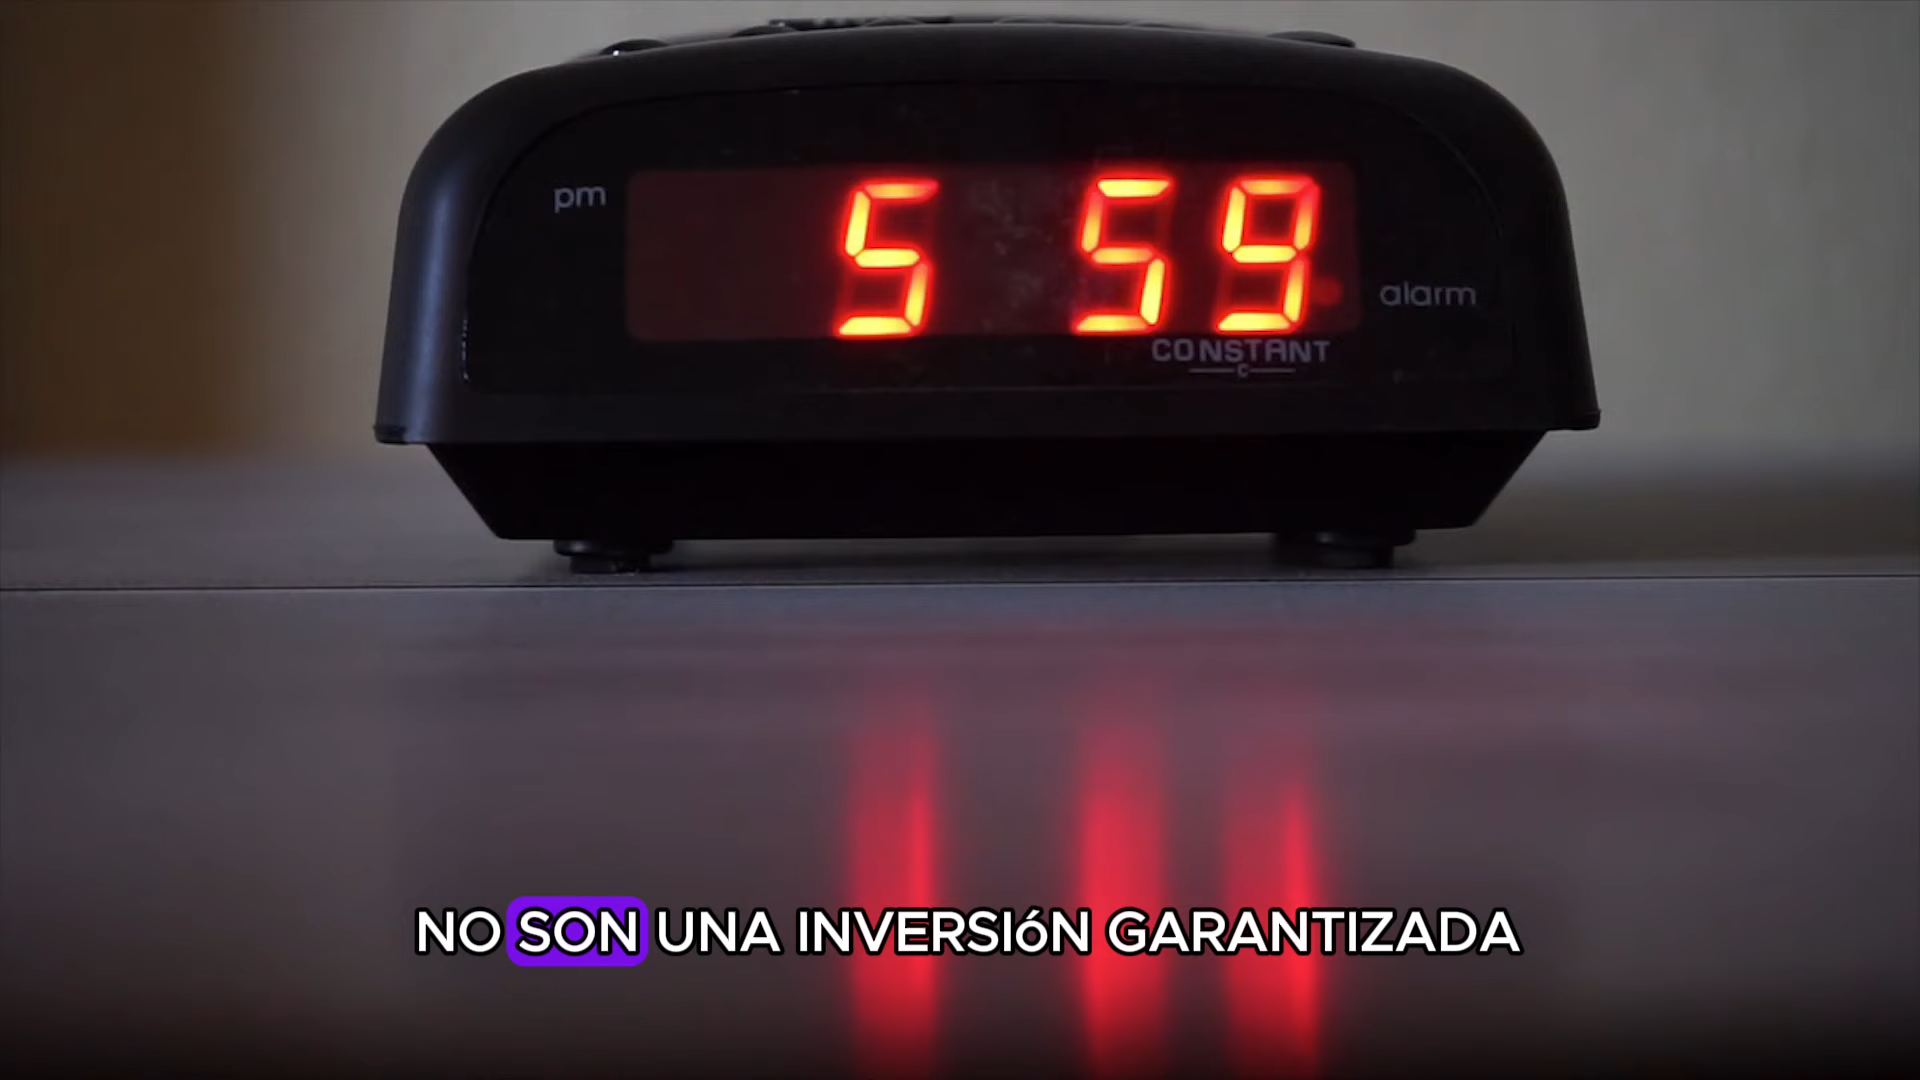 pm
5 59
alarm
CONSTANT
C
NO SON UNA INVERSIóN GARANTIZADA